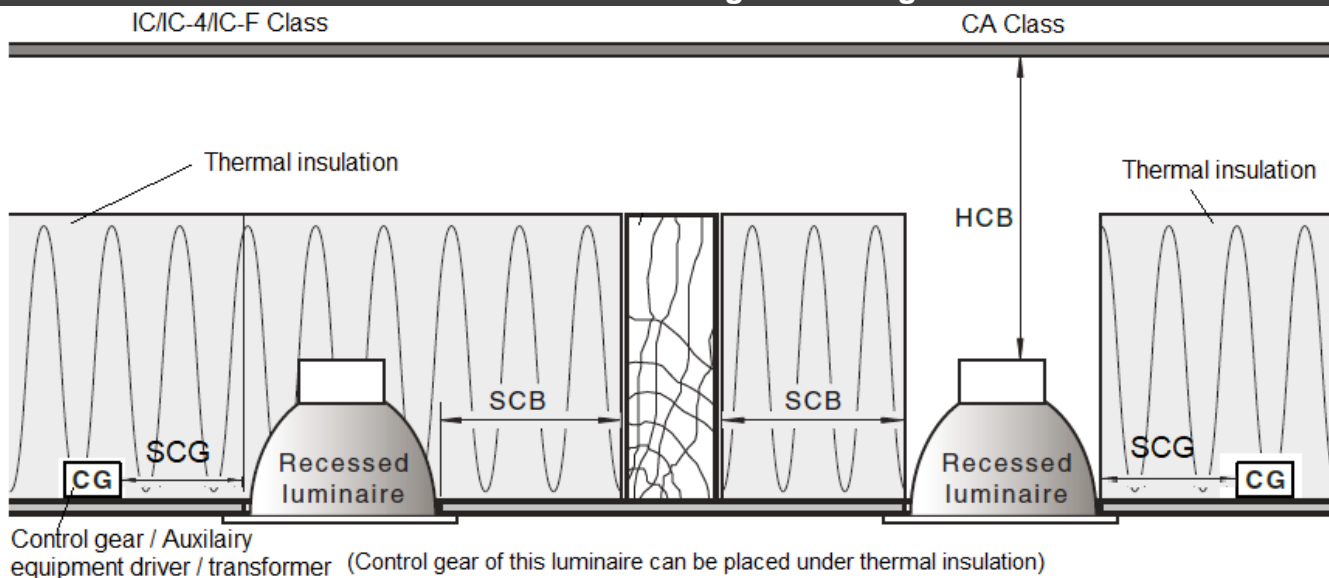 IC/IC-4/IC-F Class
CA Class
Thermal insulation
Thermal insulation
HCB
SCB
SCB
SCG
SCG
CG
Recessed
luminaire
Recessed
luminaire
CG
Control gear / Auxilairy
equipment driver / transformer (Control gear of this luminaire can be placed under thermal insulation)